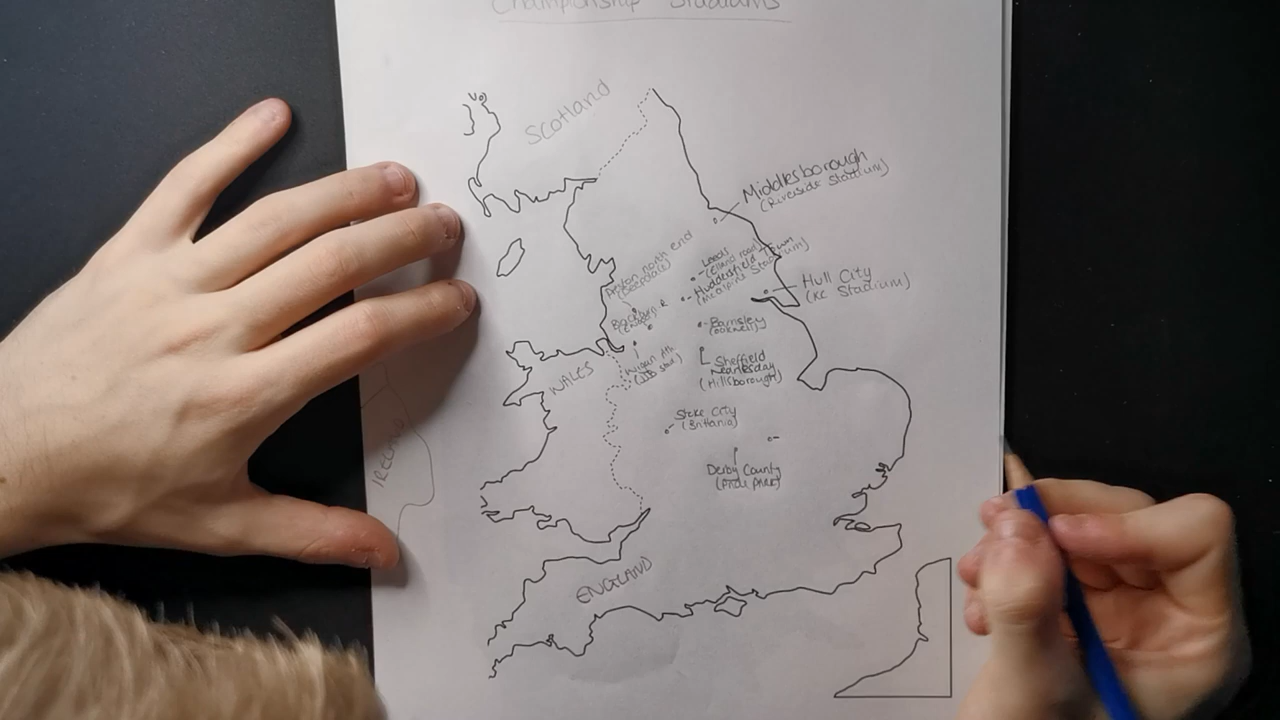 Championship Stadiums
Scotland
Middlesborough
(Riverside Stadium)
Preston north end
(Deepdale)
Leeds
(Elland road)
Huddersfield Town
(Mcalpine Stadium)
Hull City
(KC Stadium)
Blackburn R
(Ewood)
Barnsley
(oakwell)
Wigan Ath.
(JJB stad)
Sheffield
Wednesday
(Hillsborough)
WALES
Stoke City
(Brittania)
IRELAND
Derby County
(Pride Park)
ENGLAND